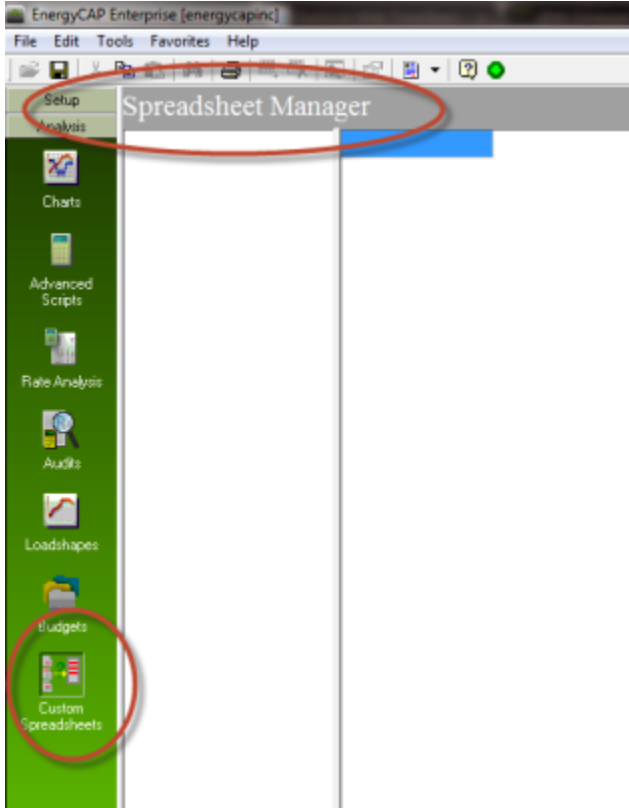 EnergyCAP Enterprise [energycapinc]
File Edit Tools Favorites Help
Setup
Spreadsheet Manager
Analysis
Charts
Advanced
Scripts
Rate Analysis
Audits
Loadshapes
Budgets
Custom
Spreadsheets